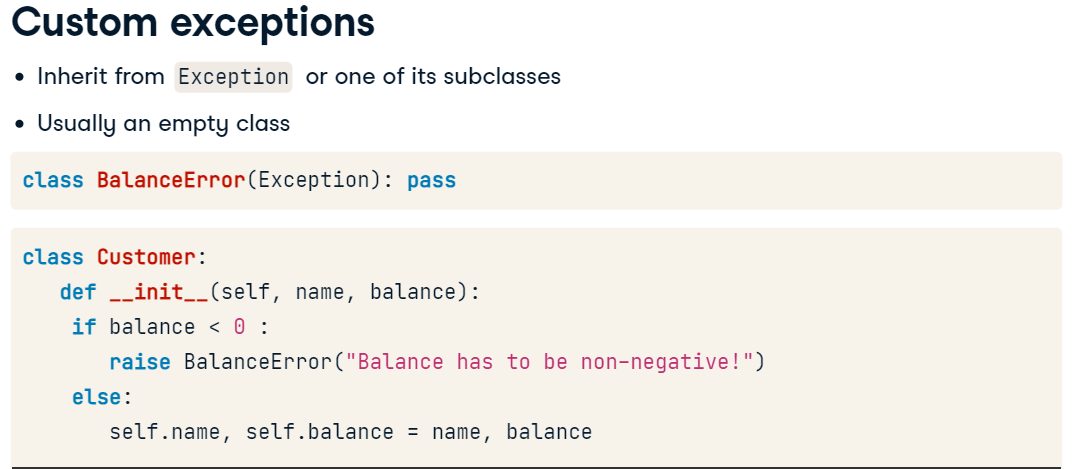 Custom exceptions
• Inherit from Exception or one of its subclasses
• Usually an empty class
class BalanceError(Exception): pass
class Customer:
   def __init__(self, name, balance):
    if balance < 0 :
       raise BalanceError("Balance has to be non-negative!")
    else:
       self.name, self.balance = name, balance